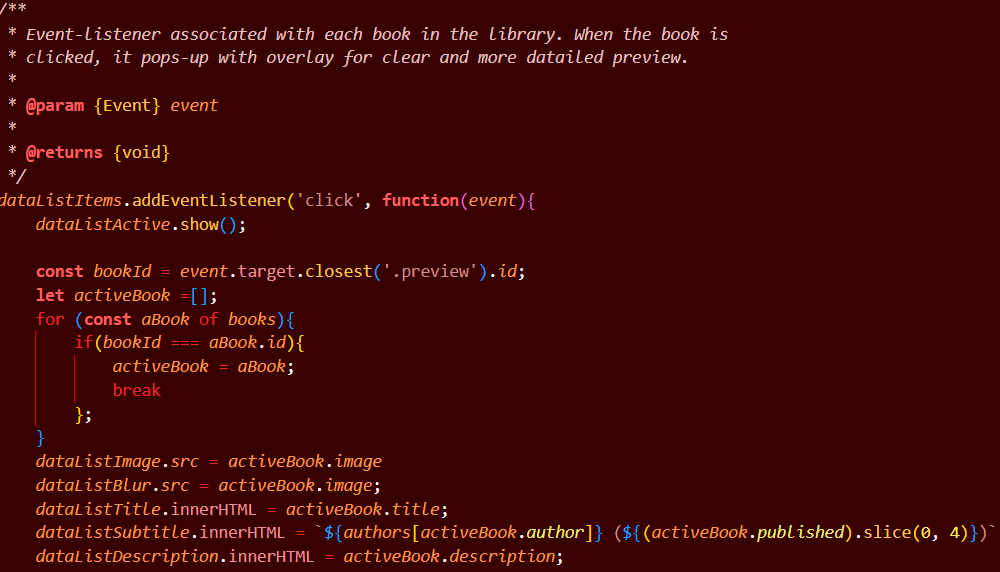 /**
 * Event-listener associated with each book in the library. When the book is
 * clicked, it pops-up with overlay for clear and more datailed preview.
 *
 * @param {Event} event
 *
 * @returns {void}
 */
dataListItems.addEventListener('click', function(event){
    dataListActive.show();

    const bookId = event.target.closest('.preview').id;
    let activeBook =[];
    for (const aBook of books){
        if(bookId === aBook.id){
            activeBook = aBook;
            break
        };
    }
    dataListImage.src = activeBook.image
    dataListBlur.src = activeBook.image;
    dataListTitle.innerHTML = activeBook.title;
    dataListSubtitle.innerHTML = `${authors[activeBook.author]} (${(activeBook.published).slice(0, 4)})`
    dataListDescription.innerHTML = activeBook.description;